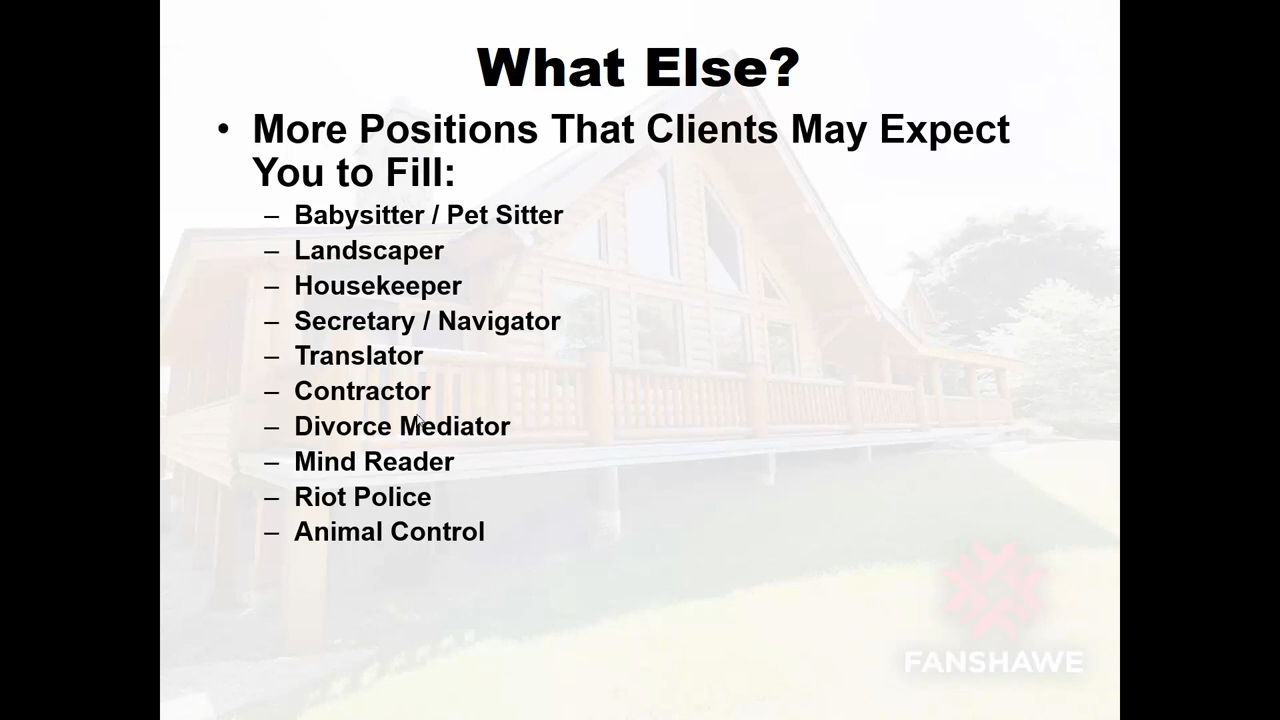 What Else?
• More Positions That Clients May Expect
You to Fill:
– Babysitter / Pet Sitter
– Landscaper
– Housekeeper
– Secretary / Navigator
– Translator
– Contractor
– Divorce Mediator
– Mind Reader
– Riot Police
– Animal Control
FANSHAWE